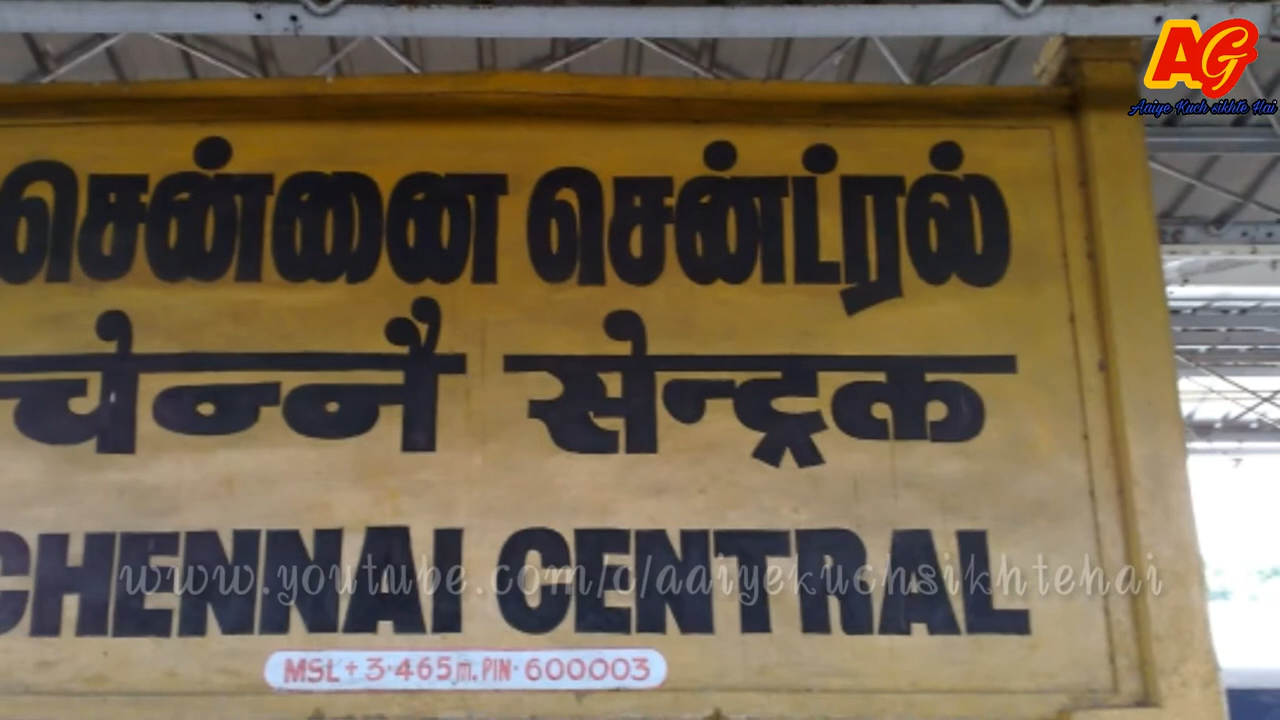 AG
Aaiye Kuch sikhte Hai
சென்னை சென்ட்ரல்
चेन्नै सेन्ट्रक
CHENNAI CENTRAL
www.youtube.com/c/aaiyekuchsikhtehai
MSL + 3.465m. PIN. 600003